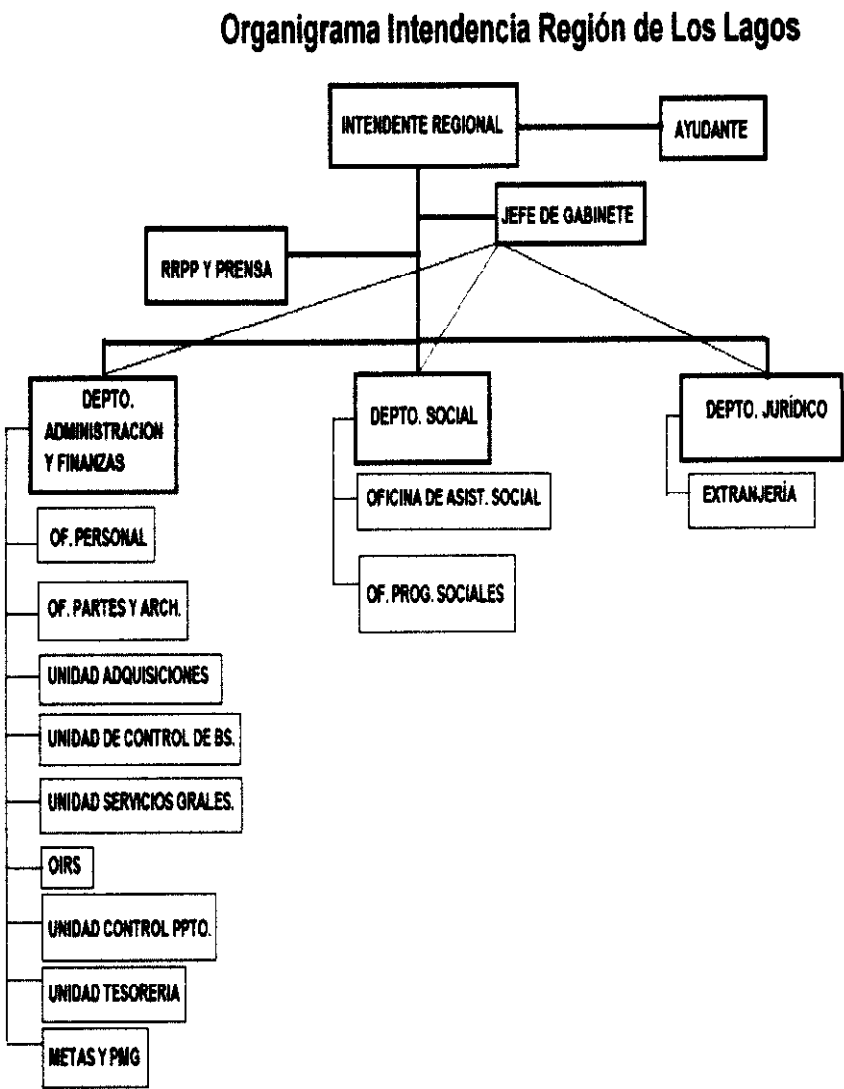 Organigrama Intendencia Región de Los Lagos
INTENDENTE REGIONAL
AYUDANTE
JEFE DE GABINETE
RRPP Y PRENSA
DEPTO.
ADMINISTRACION
Y FINANZAS
DEPTO. SOCIAL
DEPTO. JURÍDICO
OFICINA DE ASIST. SOCIAL
EXTRANJERÍA
OF. PERSONAL
OF. PROG. SOCIALES
OF. PARTES Y ARCH.
UNIDAD ADQUISICIONES
UNIDAD DE CONTROL DE BS.
UNIDAD SERVICIOS GRALES.
OIRS
UNIDAD CONTROL PPTO.
UNIDAD TESORERIA
METAS Y PMG